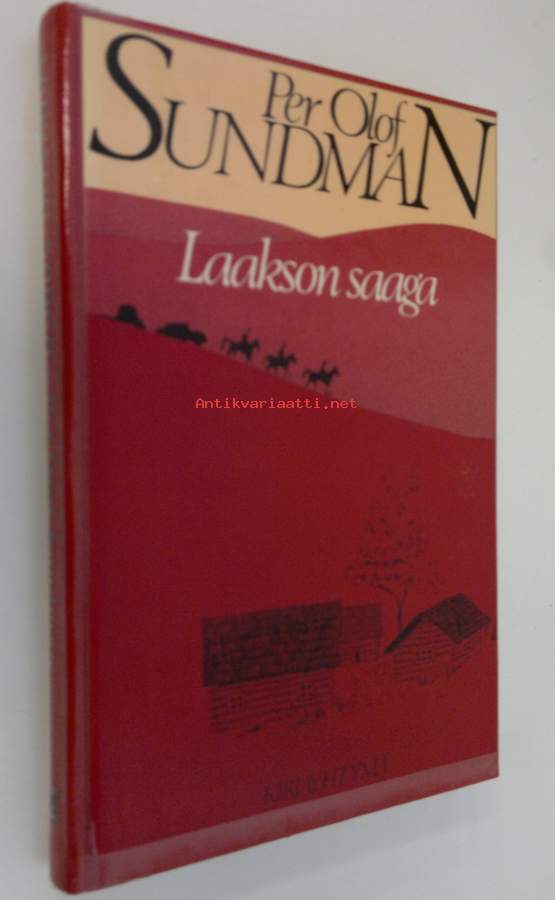 Per Olof
SUNDMAN
Laakson saaga
Antikvariaatti.net
KIRJAYHTYMÄ